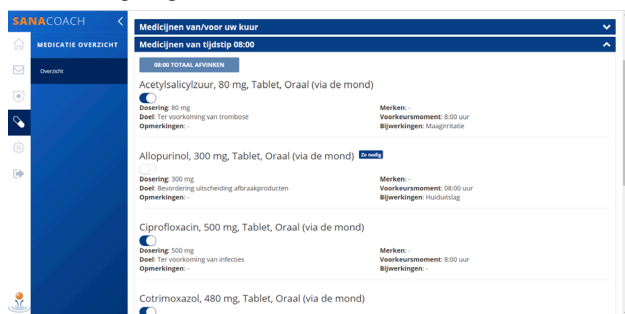 SANACOACH
MEDICATIE OVERZICHT
Overzicht
Medicijnen van/voor uw kuur
Medicijnen van tijdstip 08:00
08:00 TOTAAL AFVINKEN
Acetylsalicylzuur, 80 mg, Tablet, Oraal (via de mond)
Dosering: 80 mg
Merken: -
Doel: Ter voorkoming van trombose
Voorkeursmoment: 8:00 uur
Opmerkingen: -
Bijwerkingen: Maagirritatie
Allopurinol, 300 mg, Tablet, Oraal (via de mond) Zo nodig
Dosering: 300 mg
Merken: -
Doel: Bevordering uitscheiding afbraakproducten
Voorkeursmoment: 08:00 uur
Opmerkingen: -
Bijwerkingen: Huiduitslag
Ciprofloxacin, 500 mg, Tablet, Oraal (via de mond)
Dosering: 500 mg
Merken: -
Doel: Ter voorkoming van infecties
Voorkeursmoment: 8:00 uur
Opmerkingen: -
Bijwerkingen: -
Cotrimoxazol, 480 mg, Tablet, Oraal (via de mond)